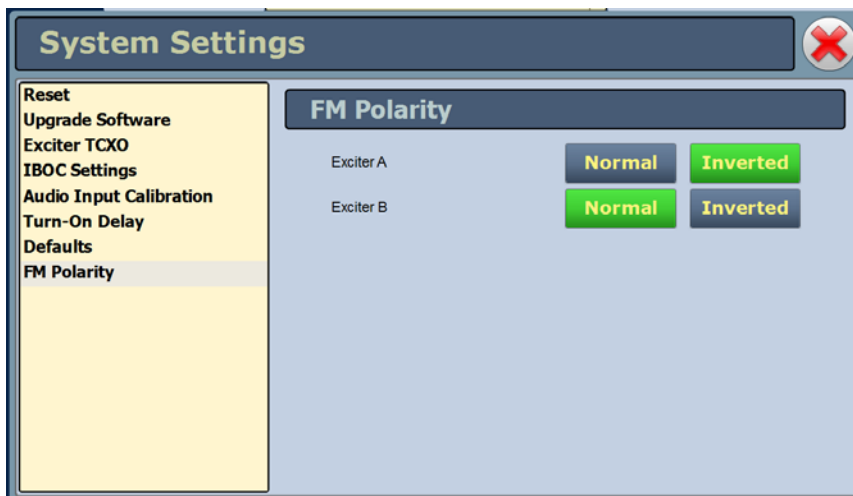 System Settings
Reset
Upgrade Software
Exciter TCXO
IBOC Settings
Audio Input Calibration
Turn-On Delay
Defaults
FM Polarity
FM Polarity
Exciter A Normal Inverted
Exciter B Normal Inverted